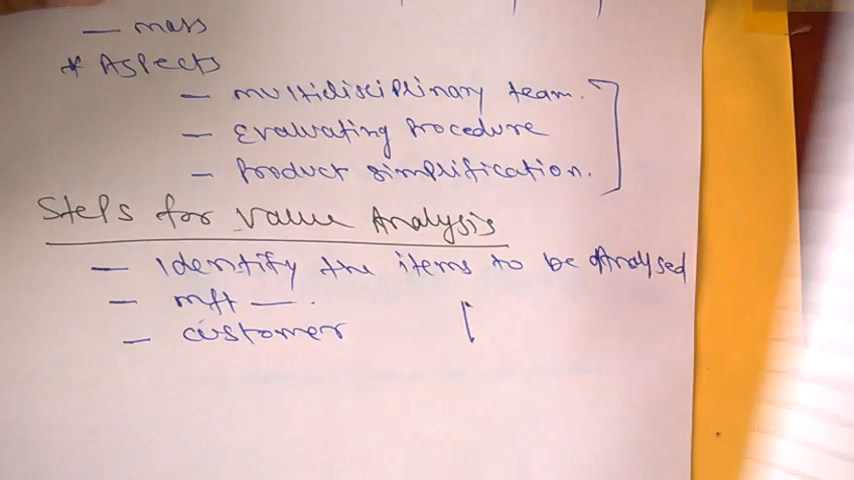 — mass
* Aspects
— multidisciplinary team.
— Evaluating Procedure
— Product simplification.
Steps for Value Analysis
— Identify the items to be Analysed
— mft —.
— customer